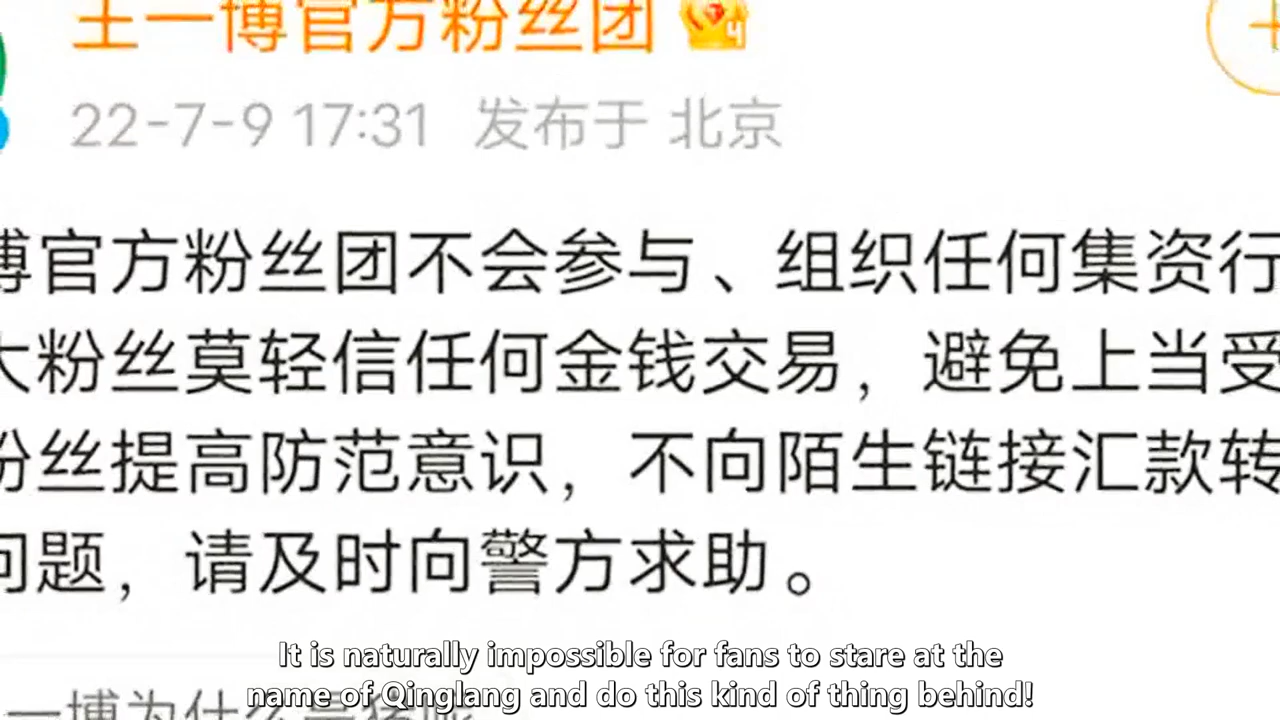 王一博官方粉丝团
22-7-9 17:31 发布于 北京
博官方粉丝团不会参与、组织任何集资行
大粉丝莫轻信任何金钱交易，避免上当受
粉丝提高防范意识，不向陌生链接汇款转
问题，请及时向警方求助。
一博为什么
It is naturally impossible for fans to stare at the
name of Qinglang and do this kind of thing behind!